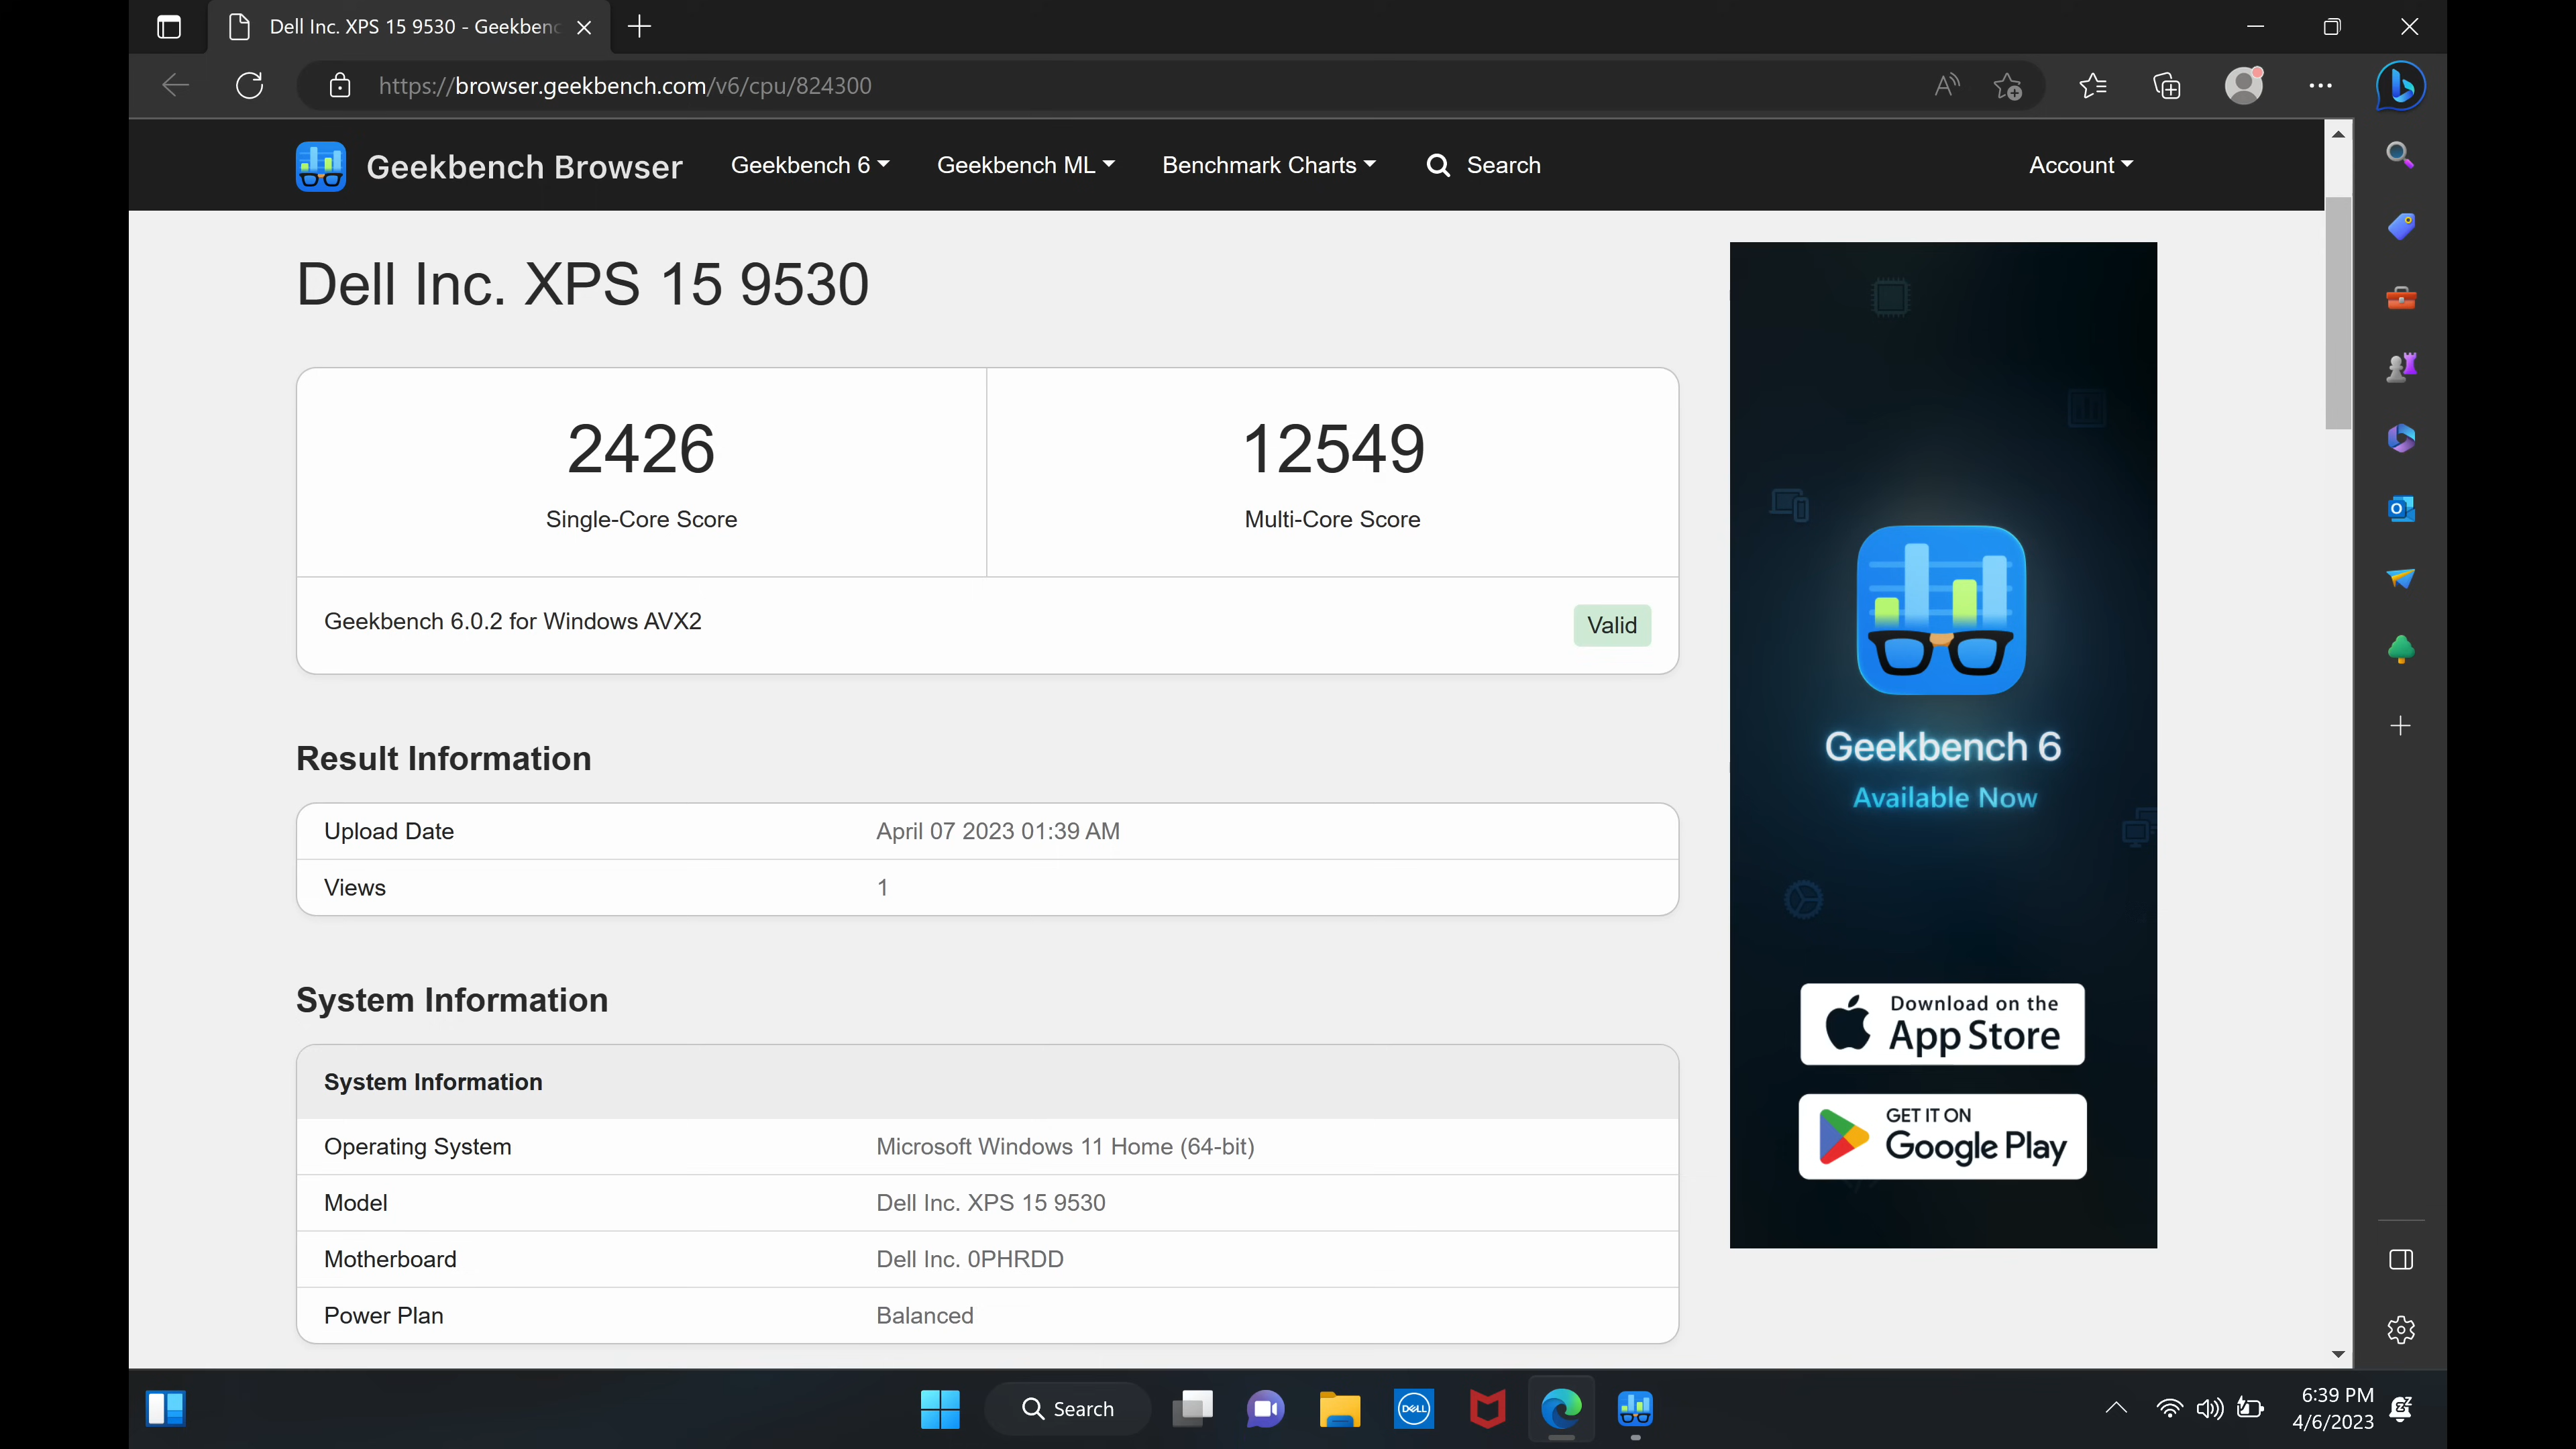 Dell Inc. XPS 15 9530 - Geekbenc
https://browser.geekbench.com/v6/cpu/824300
Geekbench Browser Geekbench 6 Geekbench ML Benchmark Charts Search Account
Dell Inc. XPS 15 9530
2426 12549
Single-Core Score Multi-Core Score
Geekbench 6.0.2 for Windows AVX2 Valid
Result Information
Upload Date April 07 2023 01:39 AM
Views 1
System Information
System Information
Operating System Microsoft Windows 11 Home (64-bit)
Model Dell Inc. XPS 15 9530
Motherboard Dell Inc. 0PHRDD
Power Plan Balanced
Geekbench 6
Available Now
Download on the
App Store
GET IT ON
Google Play
Search
DELL
6:39 PM
4/6/2023